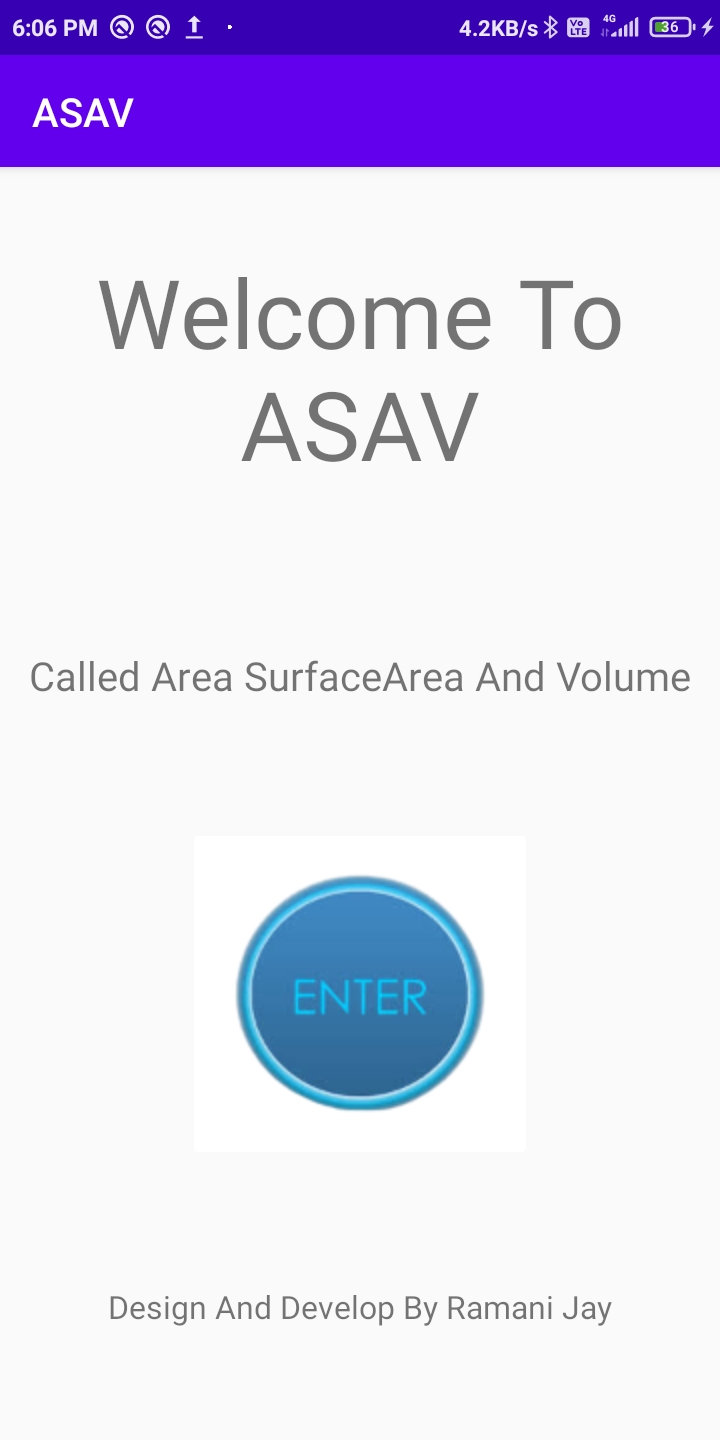 6:06 PM 4.2KB/s Vo LTE 4G 36
ASAV
Welcome To
ASAV
Called Area SurfaceArea And Volume
ENTER
Design And Develop By Ramani Jay